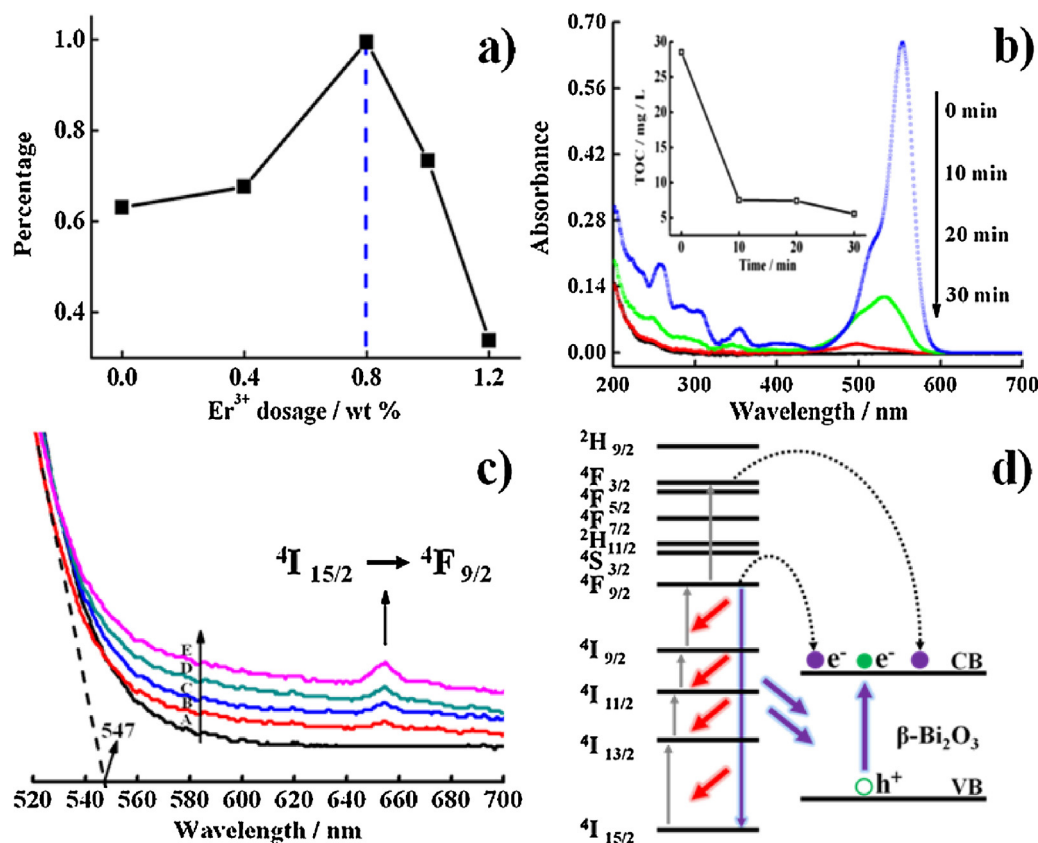 a)
1.0
1.0
0.6
0.4
Percentage
0.0 0.4 0.8 1.2
Er³⁺ dosage / wt %
b)
0.70
0.56
0.42
0.28
0.14
0.00
Absorbance
200 300 400 500 600 700
Wavelength / nm
0 min
10 min
20 min
30 min
30
25
20
15
10
5
TOC / mg / L
0 10 20 30
Time / min
c)
⁴I 15/2 → ⁴F 9/2
E
D
C
B
A
547
520 540 560 580 600 620 640 660 680 700
Wavelength / nm
d)
²H 9/2
⁴F 3/2
⁴F 5/2
⁴F 7/2
²H 11/2
⁴S 3/2
⁴F 9/2
⁴I 9/2
⁴I 11/2
⁴I 13/2
⁴I 15/2
e⁻ e⁻ CB
β-Bi₂O₃
h⁺ VB